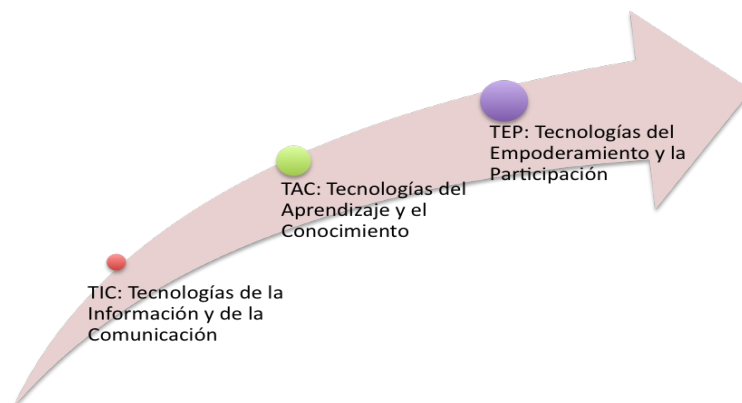 TEP: Tecnologías del
Empoderamiento y la
Participación
TAC: Tecnologías del
Aprendizaje y el
Conocimiento
TIC: Tecnologías de la
Información y de la
Comunicación